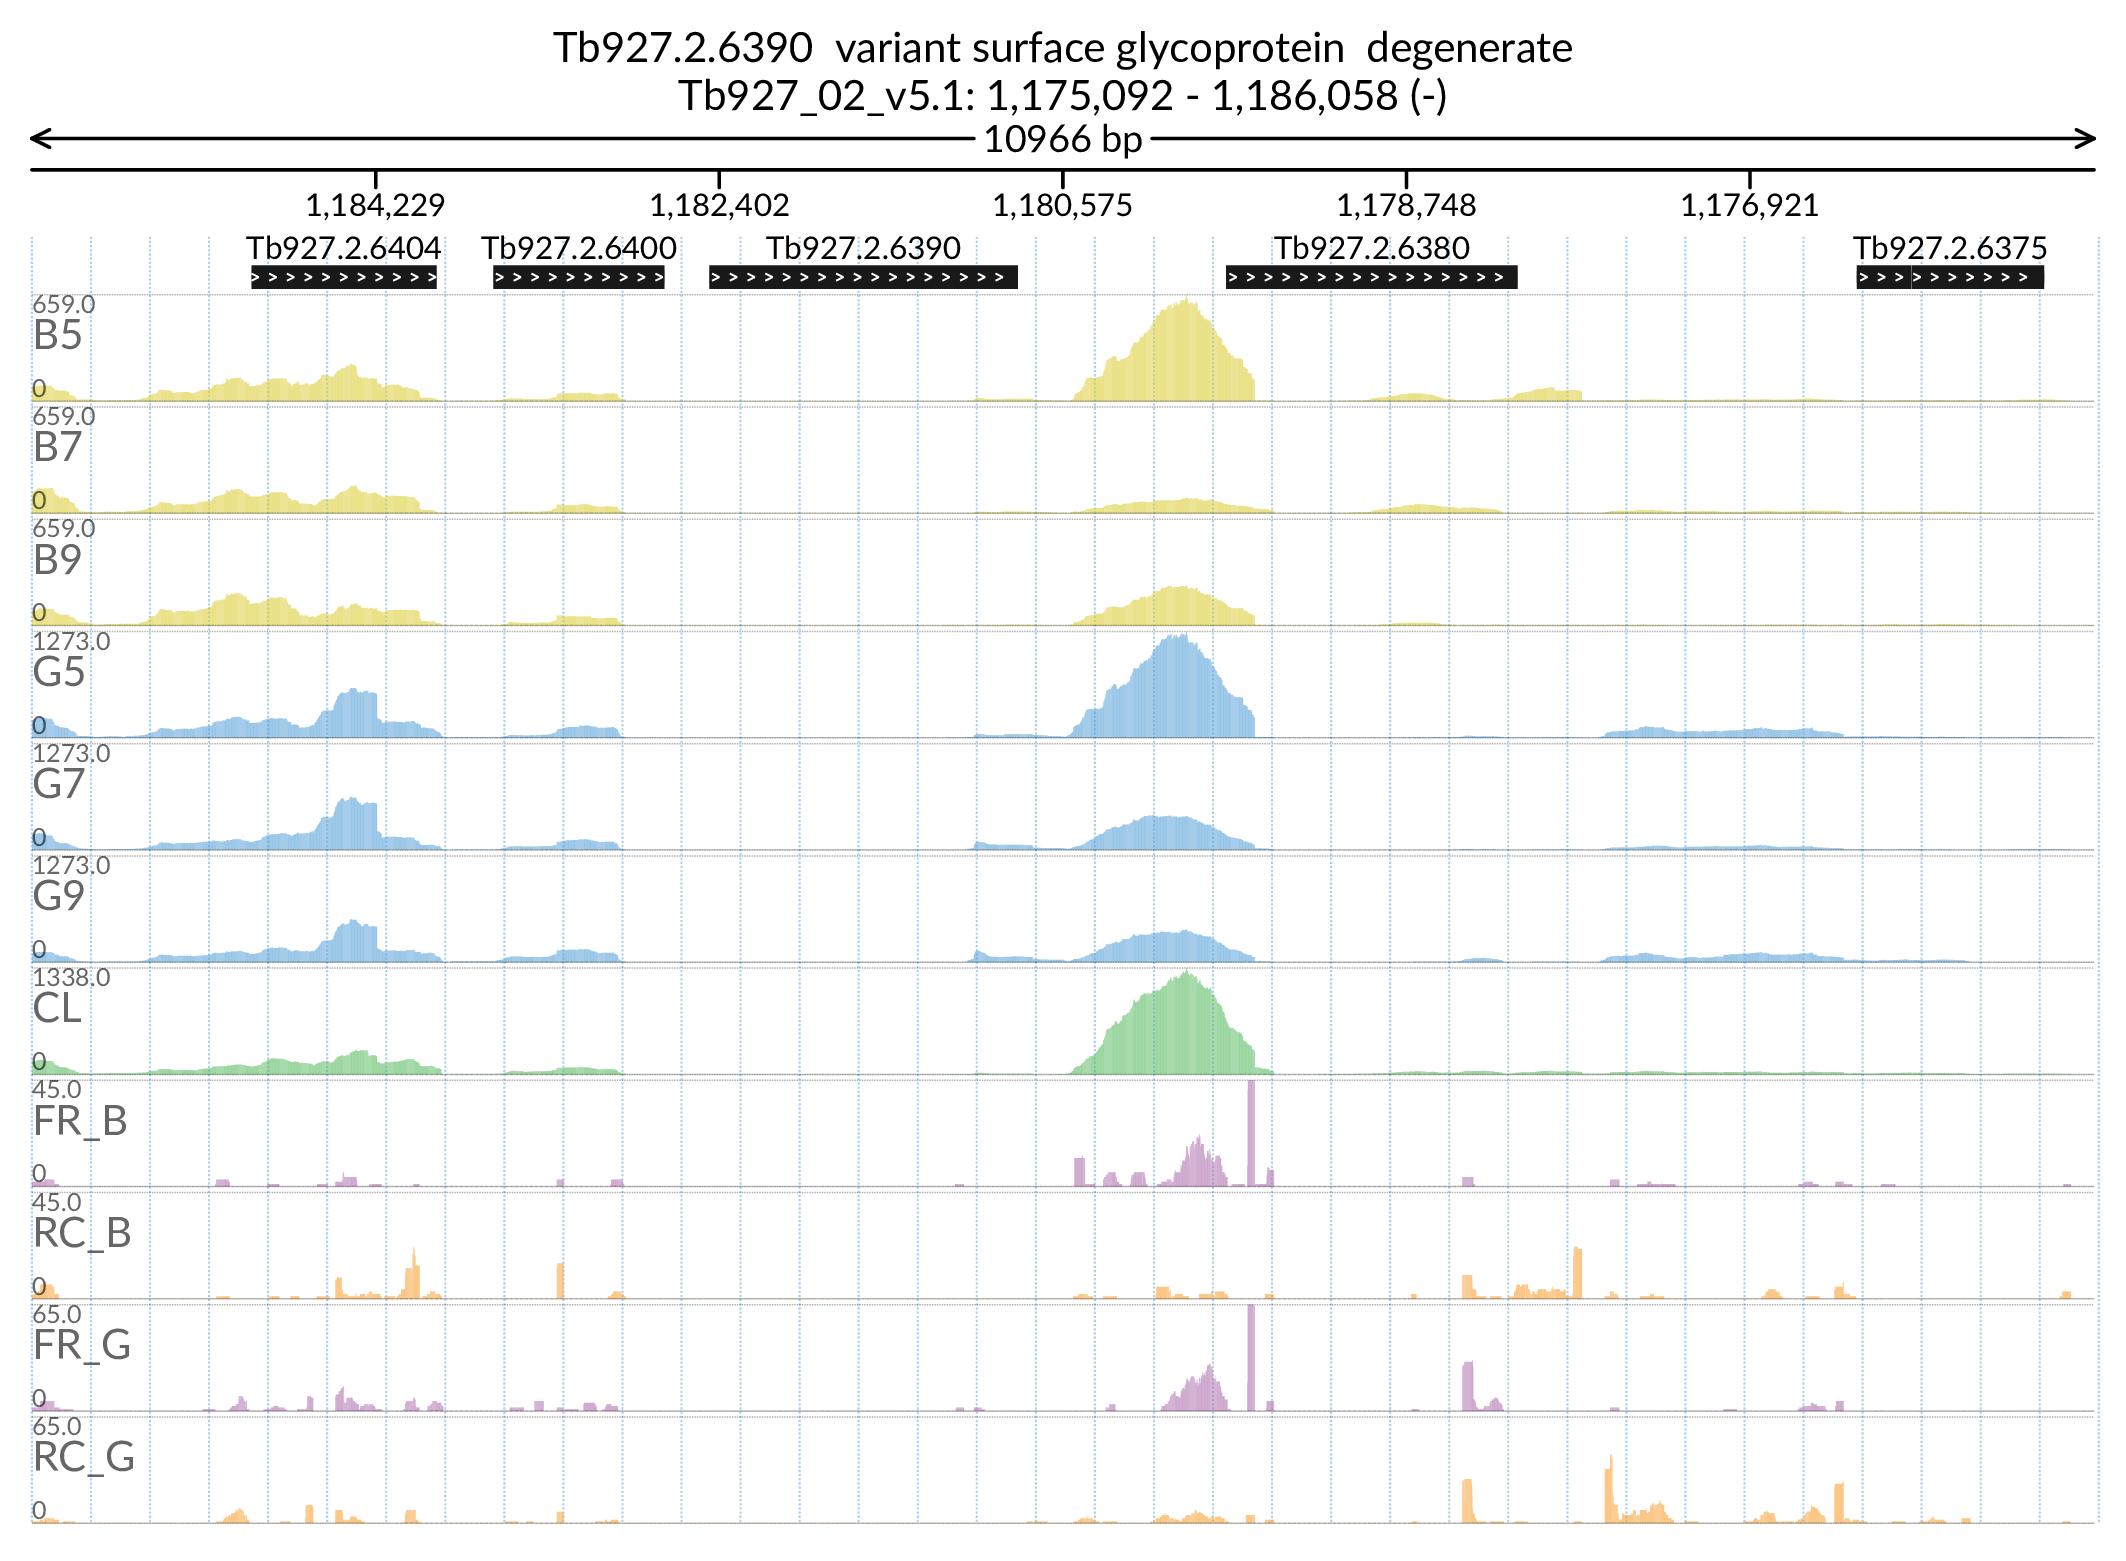 Tb927.2.6390 variant surface glycoprotein degenerate
Tb927_02_v5.1: 1,175,092 - 1,186,058 (-)
10966 bp
1,184,229 1,182,402 1,180,575 1,178,748 1,176,921
Tb927.2.6404 Tb927.2.6400 Tb927.2.6390 Tb927.2.6380 Tb927.2.6375
659.0
B5
0
659.0
B7
0
659.0
B9
0
1273.0
G5
0
1273.0
G7
0
1273.0
G9
0
1338.0
CL
0
45.0
FR_B
0
45.0
RC_B
0
65.0
FR_G
0
65.0
RC_G
0